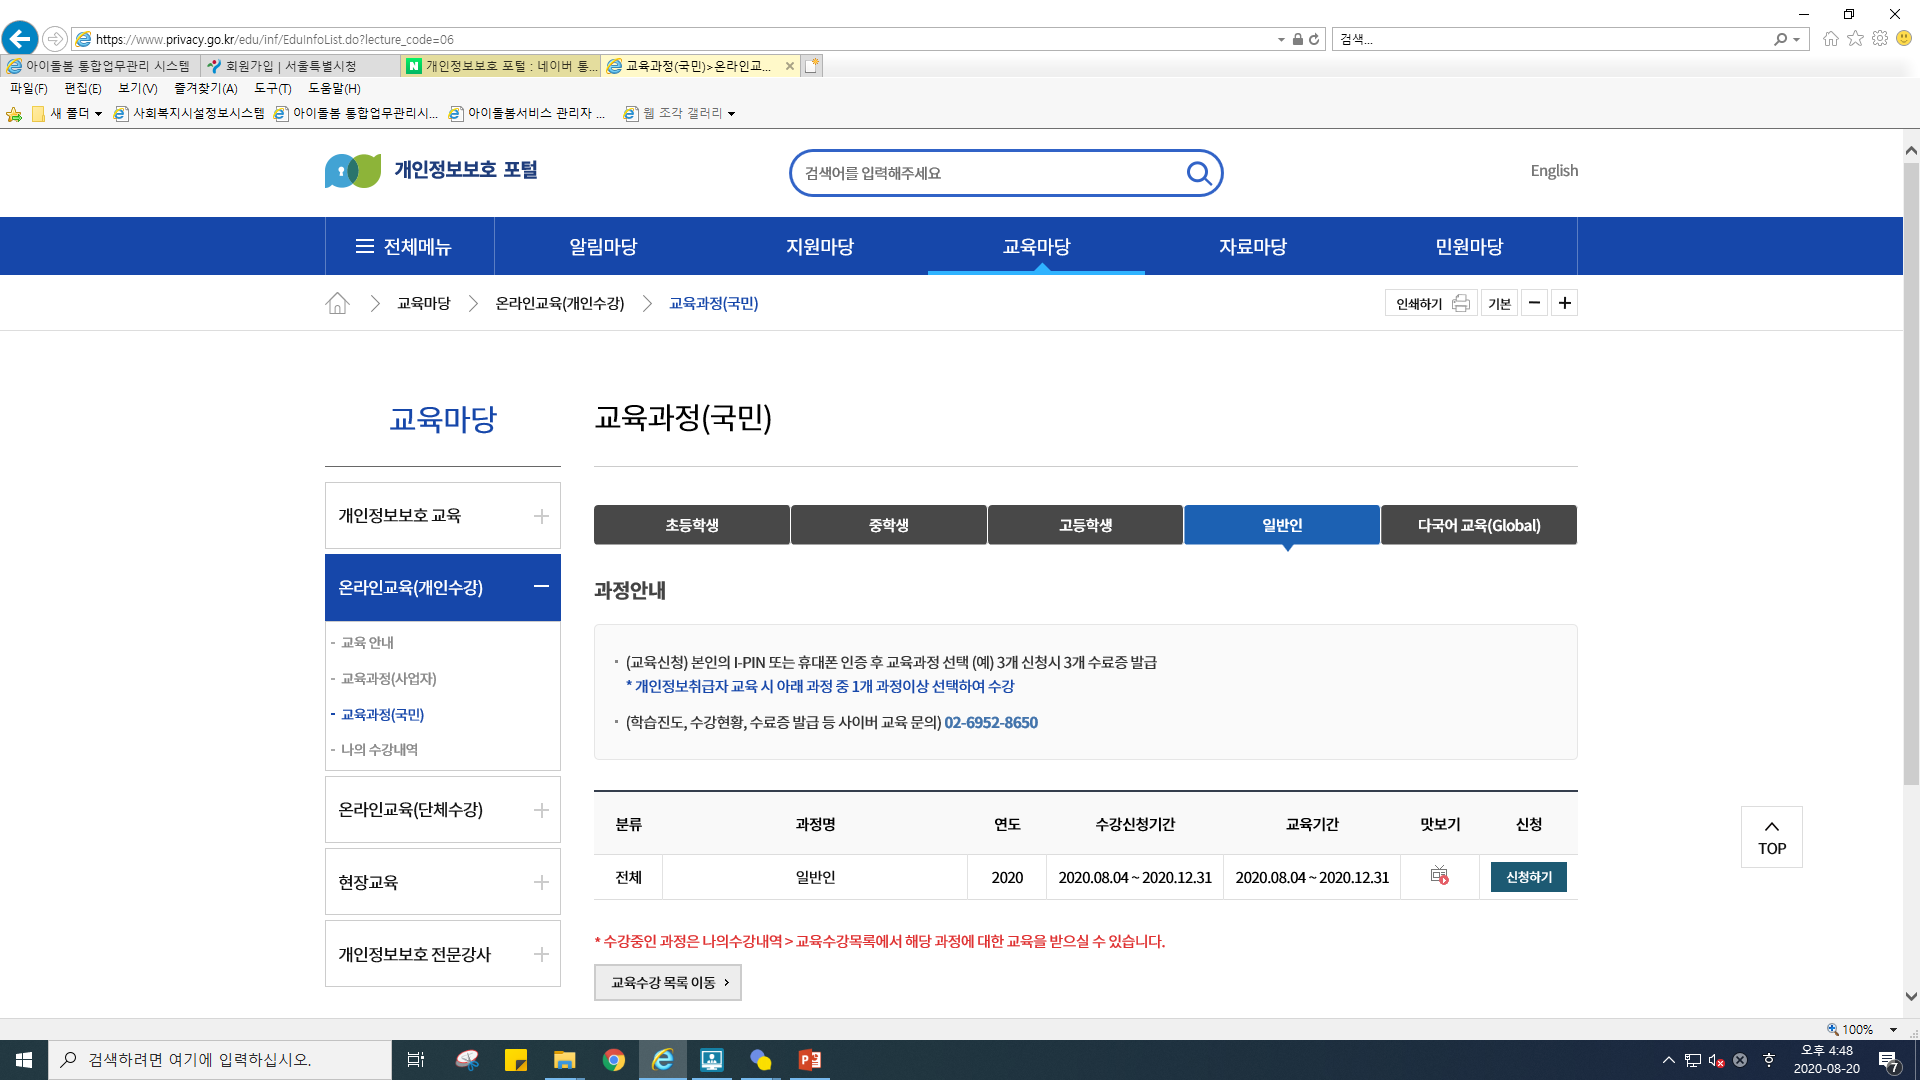 https://www.privacy.go.kr/edu/inf/EduInfoList.do?lecture_code=06
검색...
아이돌봄 통합업무관리 시스템
회원가입 | 서울특별시청
개인정보보호 포털 : 네이버 통...
교육과정(국민)>온라인교...
파일(F) 편집(E) 보기(V) 즐겨찾기(A) 도구(T) 도움말(H)
새 폴더
사회복지시설정보시스템
아이돌봄 통합업무관리시...
아이돌봄서비스 관리자 ...
웹 조각 갤러리
개인정보보호 포털
검색어를 입력해주세요
English
전체메뉴
알림마당
지원마당
교육마당
자료마당
민원마당
교육마당
온라인교육(개인수강)
교육과정(국민)
인쇄하기
기본
교육마당
교육과정(국민)
개인정보보호 교육
온라인교육(개인수강)
- 교육 안내
- 교육과정(사업자)
- 교육과정(국민)
- 나의 수강내역
온라인교육(단체수강)
현장교육
개인정보보호 전문강사
초등학생
중학생
고등학생
일반인
다국어 교육(Global)
과정안내
(교육신청) 본인의 I-PIN 또는 휴대폰 인증 후 교육과정 선택 (예) 3개 신청시 3개 수료증 발급
* 개인정보취급자 교육 시 아래 과정 중 1개 과정이상 선택하여 수강
(학습진도, 수강현황, 수료증 발급 등 사이버 교육 문의) 02-6952-8650
분류 과정명 연도 수강신청기간 교육기간 맛보기 신청
전체 일반인 2020 2020.08.04 ~ 2020.12.31 2020.08.04 ~ 2020.12.31 신청하기
* 수강중인 과정은 나의수강내역 > 교육수강목록에서 해당 과정에 대한 교육을 받으실 수 있습니다.
교육수강 목록 이동
TOP
100%
검색하려면 여기에 입력하십시오.
오후 4:48
2020-08-20
7